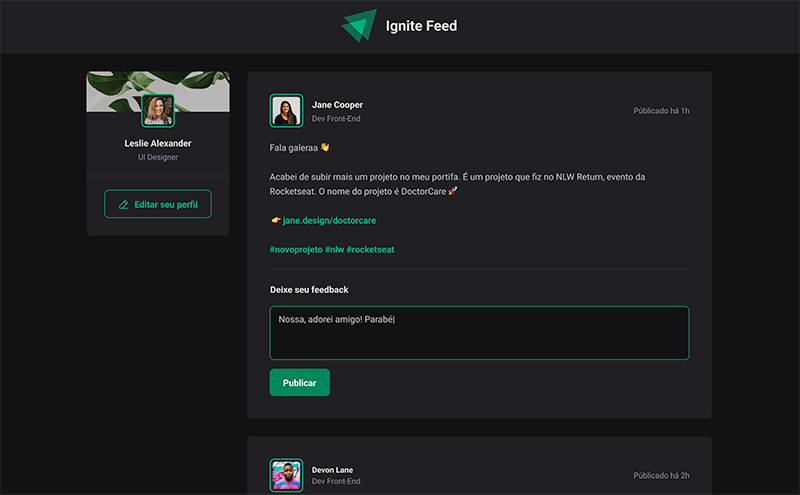 Ignite Feed
Leslie Alexander
UI Designer
Editar seu perfil
Jane Cooper
Dev Front-End
Públicado há 1h
Fala galeraa 👋
Acabei de subir mais um projeto no meu portifa. É um projeto que fiz no NLW Return, evento da
Rocketseat. O nome do projeto é DoctorCare 🚀
👉 jane.design/doctorcare
#novoprojeto #nlw #rocketseat
Deixe seu feedback
Nossa, adorei amigo! Parabé|
Publicar
Devon Lane
Dev Front-End
Públicado há 2h